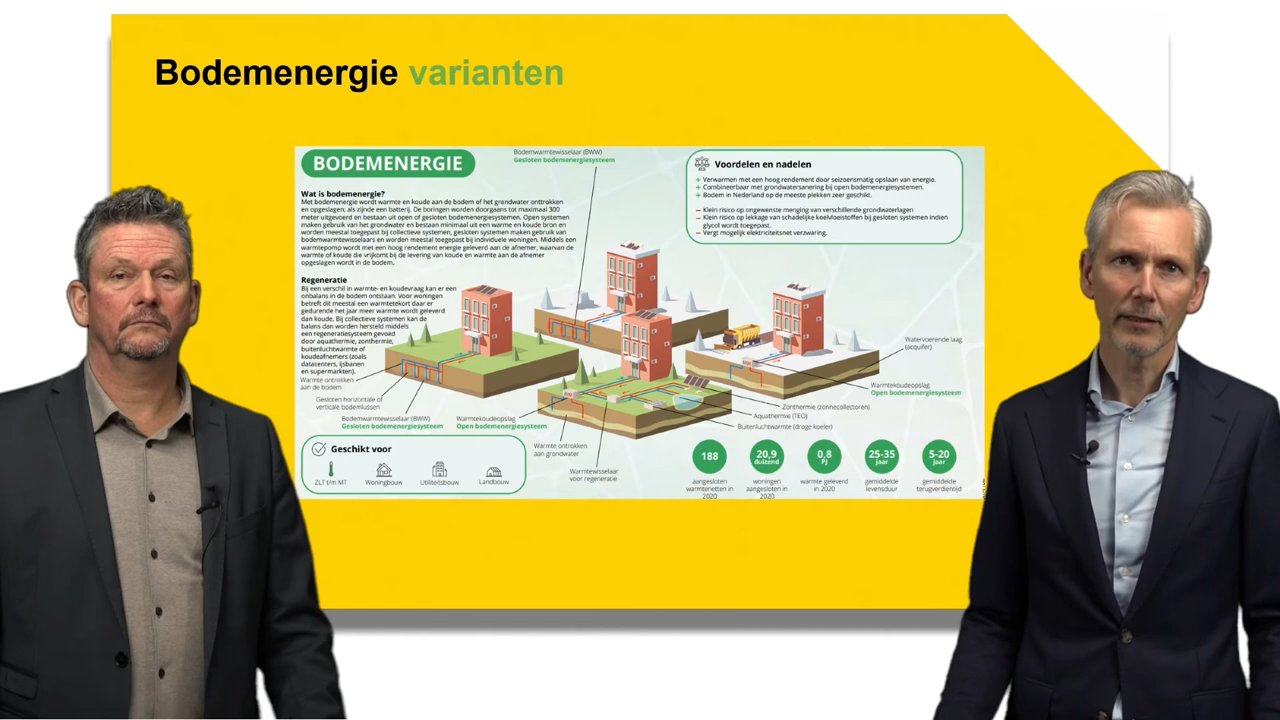 Bodemenergie varianten
BODEMENERGIE
Wat is bodemenergie?
Met bodemenergie wordt warmte en koude aan de bodem of het grondwater onttrokken
en opgeslagen; als zijnde een batterij. De boringen worden doorgaans tot maximaal 300
meter uitgevoerd en bestaan uit open of gesloten bodemenergiesystemen. Open systemen
maken gebruik van het grondwater en bestaan minimaal uit een warme en koude bron en
worden meestal toegepast bij collectieve systemen, gesloten systemen maken gebruik van
bodemwarmtewisselaars en worden meestal toegepast bij individuele woningen. Middels een
warmtepomp wordt met een hoog rendement energie geleverd aan de afnemer, waarvan de
warmte of koude die vrijkomt bij de levering van koude en warmte aan de afnemer
opgeslagen wordt in de bodem.
Regeneratie
Bij een verschil in warmte- en koudevraag kan er een
onbalans in de bodem ontstaan. Voor woningen
betreft dit meestal een warmtetekort daar er
gedurende het jaar meer warmte wordt geleverd
dan koude. Bij collectieve systemen kan de
balans dan worden hersteld middels
een regeneratiesysteem gevoed
door aquathermie, zonthermie,
buitenluchtwarmte of
koudeafnemers (zoals
datacenters, ijsbanen
en supermarkten).
Bodemwarmtewisselaar (BWW)
Gesloten bodemenergiesysteem
Voordelen en nadelen
+ Verwarmen met een hoog rendement door seizoensmatig opslaan van energie.
+ Combineerbaar met grondwatersanering bij open bodemenergiesystemen.
+ Bodem in Nederland op de meeste plekken zeer geschikt.
− Klein risico op ongewenste menging van verschillende grondwaterlagen
− Klein risico op lekkage van schadelijke koelvloeistoffen bij gesloten systemen indien
glycol wordt toegepast.
− Vergt mogelijk elektriciteitsnet verzwaring.
Warmte ontrokken
aan de bodem
Gesloten horizontale of
verticale bodemlussen
Bodemwarmtewisselaar (BWW)
Gesloten bodemenergiesysteem
Warmtekoudeopslag
Open bodemenergiesysteem
Warmte ontrokken
aan grondwater
Warmtewisselaar
voor regeneratie
Watervoerende laag
(acquifer)
Warmtekoudeopslag
Open bodemenergiesysteem
Zonthermie (zonnecollectoren)
Aquathermie (TEO)
Buitenluchtwarmte (droge koeler)
Geschikt voor
ZLT t/m MT
Woningbouw
Utiliteitsbouw
Landbouw
188
aangesloten
warmtenetten in
2020
20,9
duizend
woningen
aangesloten in
2020
0,8
PJ
warmte geleverd
in 2020
25-35
jaar
gemiddelde
levensduur
5-20
jaar
gemiddelde
terugverdientijd